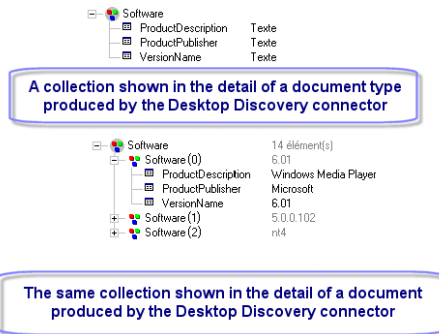 Software
ProductDescription Texte
ProductPublisher Texte
VersionName Texte
A collection shown in the detail of a document type
produced by the Desktop Discovery connector
Software 14 élément(s)
Software (0) 6.01
ProductDescription Windows Media Player
ProductPublisher Microsoft
VersionName 6.01
Software (1) 5.0.0.102
Software (2) nt4
The same collection shown in the detail of a document
produced by the Desktop Discovery connector